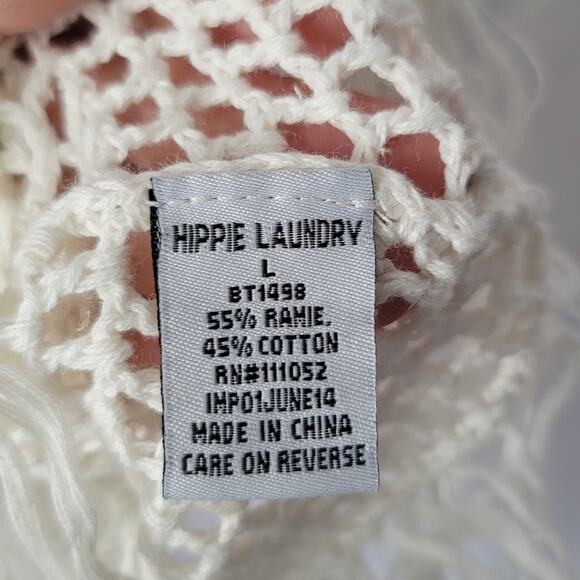 HIPPIE LAUNDRY
L
BT1498
55% RAMIE,
45% COTTON
RN#111052
IMP01JUNE14
MADE IN CHINA
CARE ON REVERSE